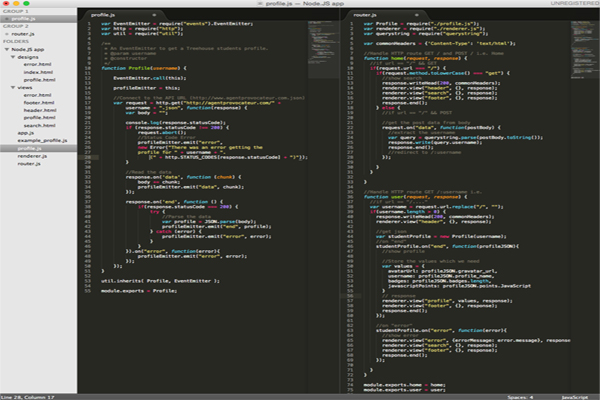 profile.js — Node.JS app
UNREGISTERED
GROUP 1
profile.js
GROUP 2
router.js
FOLDERS
Node.JS app
designs
error.html
index.html
profile.html
views
error.html
footer.html
header.html
profile.html
search.html
app.js
example_profile.js
profile.js
renderer.js
router.js
profile.js
var EventEmitter = require("events").EventEmitter;
var http = require("http");
var util = require("util");
/**
* An EventEmitter to get a Treehouse students profile.
* @param username
* @constructor
*/
function Profile(username) {
EventEmitter.call(this);
profileEmitter = this;
//Connect to the API URL
var request = http.get("http://agentprovocateur.com/" +
username + ".json", function(response) {
var body = "";
console.log(response.statusCode);
if (response.statusCode !== 200) {
request.abort();
//Status Code Error
profileEmitter.emit("error",
new Error("There was an error getting the
profile for " + username + ".
(" + http.STATUS_CODES[response.statusCode] + ")"));
}
//Read the data
response.on('data', function (chunk) {
body += chunk;
profileEmitter.emit("data", chunk);
});
response.on('end', function () {
if(response.statusCode === 200) {
try {
//Parse the data
var profile = JSON.parse(body);
profileEmitter.emit("end", profile);
} catch (error) {
profileEmitter.emit("error", error);
}
}
}).on("error", function(error){
profileEmitter.emit("error", error);
});
});
}
util.inherits( Profile, EventEmitter );
module.exports = Profile;
router.js
var Profile = require("./profile.js");
var renderer = require("./renderer.js");
var querystring = require("querystring");
var commonHeaders = {'Content-Type': 'text/html'};
//Handle HTTP route GET / and POST / i.e. Home
function home(request, response) {
//if url == "/" && GET
if(request.url === "/") {
if(request.method.toLowerCase() === "get") {
//show search
response.writeHead(200, commonHeaders);
renderer.view("header", {}, response);
renderer.view("search", {}, response);
renderer.view("footer", {}, response);
response.end();
} else {
//if url == "/" && POST
//get the post data from body
request.on("data", function(postBody) {
//extract the username
var query = querystring.parse(postBody.toString());
response.write(query.username);
response.end();
//redirect to /:username
});
}
}
}
//Handle HTTP route GET /:username i.e.
function user(request, response) {
//if url == "/...."
var username = request.url.replace("/", "");
if(username.length > 0) {
response.writeHead(200, commonHeaders);
renderer.view("header", {}, response);
//get json
var studentProfile = new Profile(username);
//on "end"
studentProfile.on("end", function(profileJSON){
//show profile
//Store the values which we need
var values = {
avatarUrl: profileJSON.gravatar_url,
username: profileJSON.profile_name,
badges: profileJSON.badges.length,
javascriptPoints: profileJSON.points.JavaScript
}
// response
renderer.view("profile", values, response);
renderer.view("footer", {}, response);
response.end();
});
//on "error"
studentProfile.on("error", function(error){
//show error
renderer.view("error", {errorMessage: error.message}, response
renderer.view("search", {}, response);
renderer.view("footer", {}, response);
response.end();
});
}
}
module.exports.home = home;
module.exports.user = user;
Line 28, Column 17
Spaces: 4
JavaScript